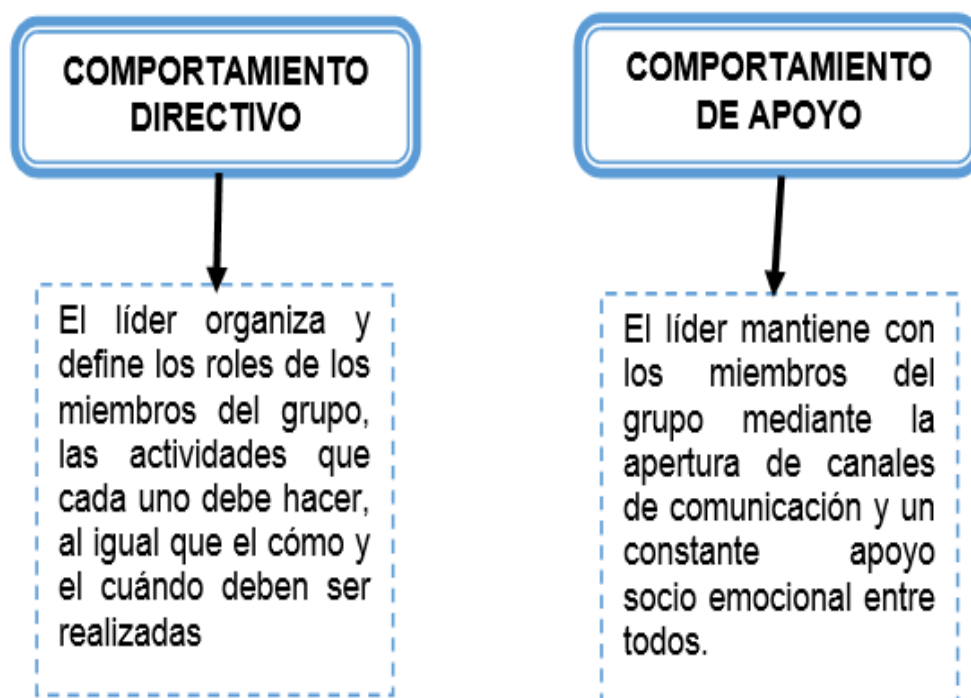 COMPORTAMIENTO
DIRECTIVO
El líder organiza y
define los roles de los
miembros del grupo,
las actividades que
cada uno debe hacer,
al igual que el cómo y
el cuándo deben ser
realizadas
COMPORTAMIENTO
DE APOYO
El líder mantiene con
los miembros del
grupo mediante la
apertura de canales
de comunicación y un
constante apoyo
socio emocional entre
todos.